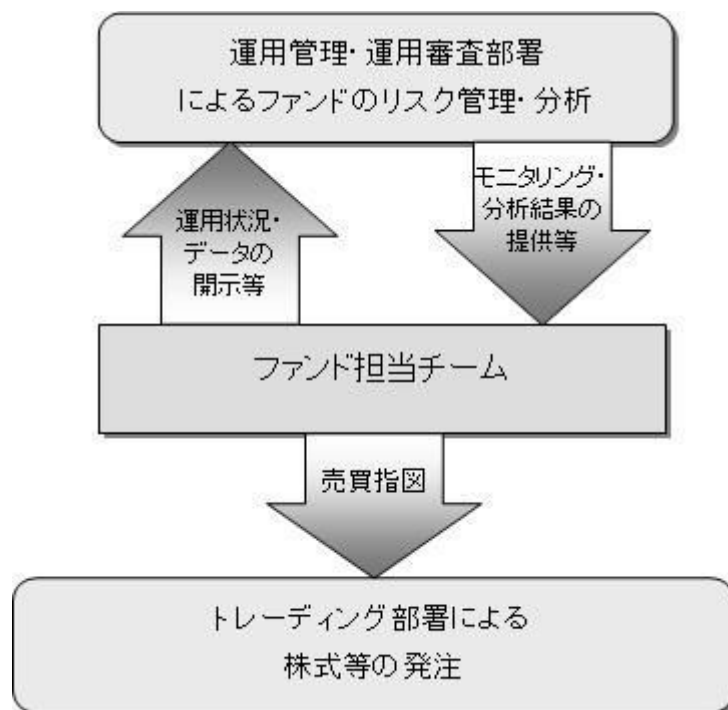 運用管理・運用審査部署
によるファンドのリスク管理・分析
運用状況・
データの
開示等
モニタリング・
分析結果の
提供等
ファンド担当チーム
売買指図
トレーディング部署による
株式等の発注